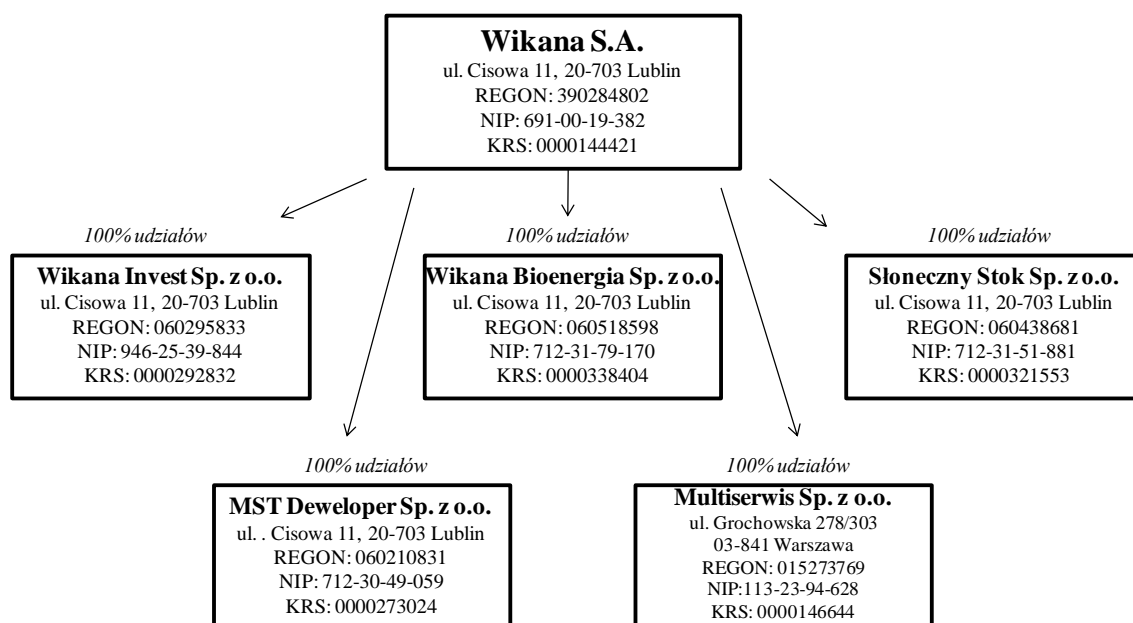 Wikana S.A.
ul. Cisowa 11, 20-703 Lublin
REGON: 390284802
NIP: 691-00-19-382
KRS: 0000144421
100% udziałów
Wikana Invest Sp. z o.o.
ul. Cisowa 11, 20-703 Lublin
REGON: 060295833
NIP: 946-25-39-844
KRS: 0000292832
100% udziałów
Wikana Bioenergia Sp. z o.o.
ul. Cisowa 11, 20-703 Lublin
REGON: 060518598
NIP: 712-31-79-170
KRS: 0000338404
100% udziałów
Słoneczny Stok Sp. z o.o.
ul. Cisowa 11, 20-703 Lublin
REGON: 060438681
NIP: 712-31-51-881
KRS: 0000321553
100% udziałów
MST Deweloper Sp. z o.o.
ul. . Cisowa 11, 20-703 Lublin
REGON: 060210831
NIP: 712-30-49-059
KRS: 0000273024
100% udziałów
Multiserwis Sp. z o.o.
ul. Grochowska 278/303
03-841 Warszawa
REGON: 015273769
NIP:113-23-94-628
KRS: 0000146644